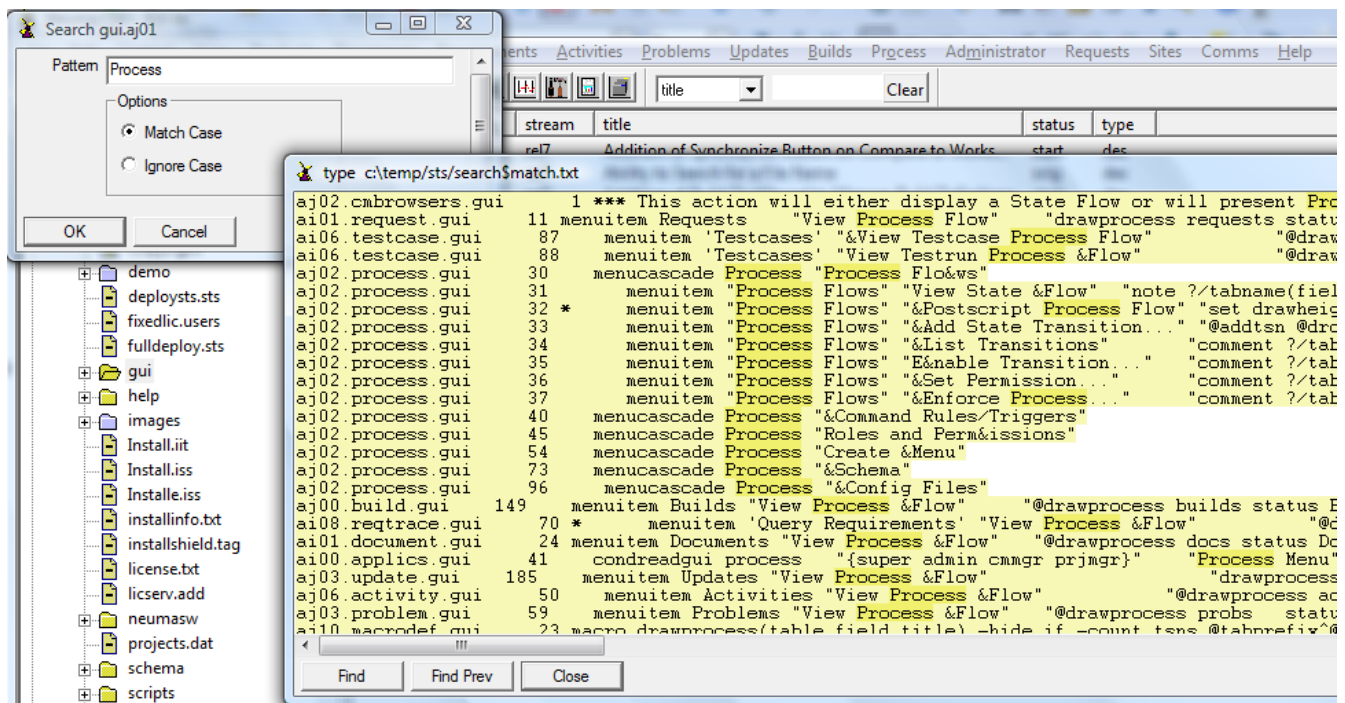 Search gui.aj01
Pattern Process
Options
Match Case
Ignore Case
OK Cancel
ents Activities Problems Updates Builds Process Administrator Requests Sites Comms Help
title Clear
stream title status type
rel7 Addition of Synchronize Button on Compare to Works start des
type c:\temp/sts/search$match.txt
aj02.cmbrowsers.gui 1 *** This action will either display a State Flow or will present Pro
ai01.request.gui 11 menuitem Requests "View Process Flow" "drawprocess requests statu
ai06.testcase.gui 87 menuitem 'Testcases' "&View Testcase Process Flow" "@draw
ai06.testcase.gui 88 menuitem 'Testcases' "View Testrun Process &Flow" "@draw
aj02.process.gui 30 menucascade Process "Process Flo&ws"
aj02.process.gui 31 menuitem "Process Flows" "View State &Flow" "note ?/tabname(fiel
aj02.process.gui 32 * menuitem "Process Flows" "&Postscript Process Flow" "set drawheig
aj02.process.gui 33 menuitem "Process Flows" "&Add State Transition..." "@addtsn @dro
aj02.process.gui 34 menuitem "Process Flows" "&List Transitions" "comment ?/tab
aj02.process.gui 35 menuitem "Process Flows" "E&nable Transition..." "comment ?/tab
aj02.process.gui 36 menuitem "Process Flows" "&Set Permission..." "comment ?/tab
aj02.process.gui 37 menuitem "Process Flows" "&Enforce Process..." "comment ?/tab
aj02.process.gui 40 menucascade Process "&Command Rules/Triggers"
aj02.process.gui 45 menucascade Process "Roles and Perm&issions"
aj02.process.gui 54 menucascade Process "Create &Menu"
aj02.process.gui 73 menucascade Process "&Schema"
aj02.process.gui 96 menucascade Process "&Config Files"
aj00.build.gui 149 menuitem Builds "View Process &Flow" "@drawprocess builds status B
ai08.reqtrace.gui 70 * menuitem 'Query Requirements' "View Process &Flow" "@d
ai01.document.gui 24 menuitem Documents "View Process &Flow" "@drawprocess docs status Do
ai00.applics.gui 41 condreadgui process "{super admin cmmgr prjmgr}" "Process Menu"
aj03.update.gui 185 menuitem Updates "View Process &Flow" "drawprocess
aj06.activity.gui 50 menuitem Activities "View Process &Flow" "@drawprocess ac
aj03.problem.gui 59 menuitem Problems "View Process &Flow" "@drawprocess probs statu
aj10.macrodef.gui 23 macro drawprocess(table,field,title) -hide if -count tsns @tabprefix^@
Find Find Prev Close
demo
deploysts.sts
fixedlic.users
fulldeploy.sts
gui
help
images
Install.iit
Install.iss
Installe.iss
installinfo.txt
installshield.tag
license.txt
licserv.add
neumasw
projects.dat
schema
scripts